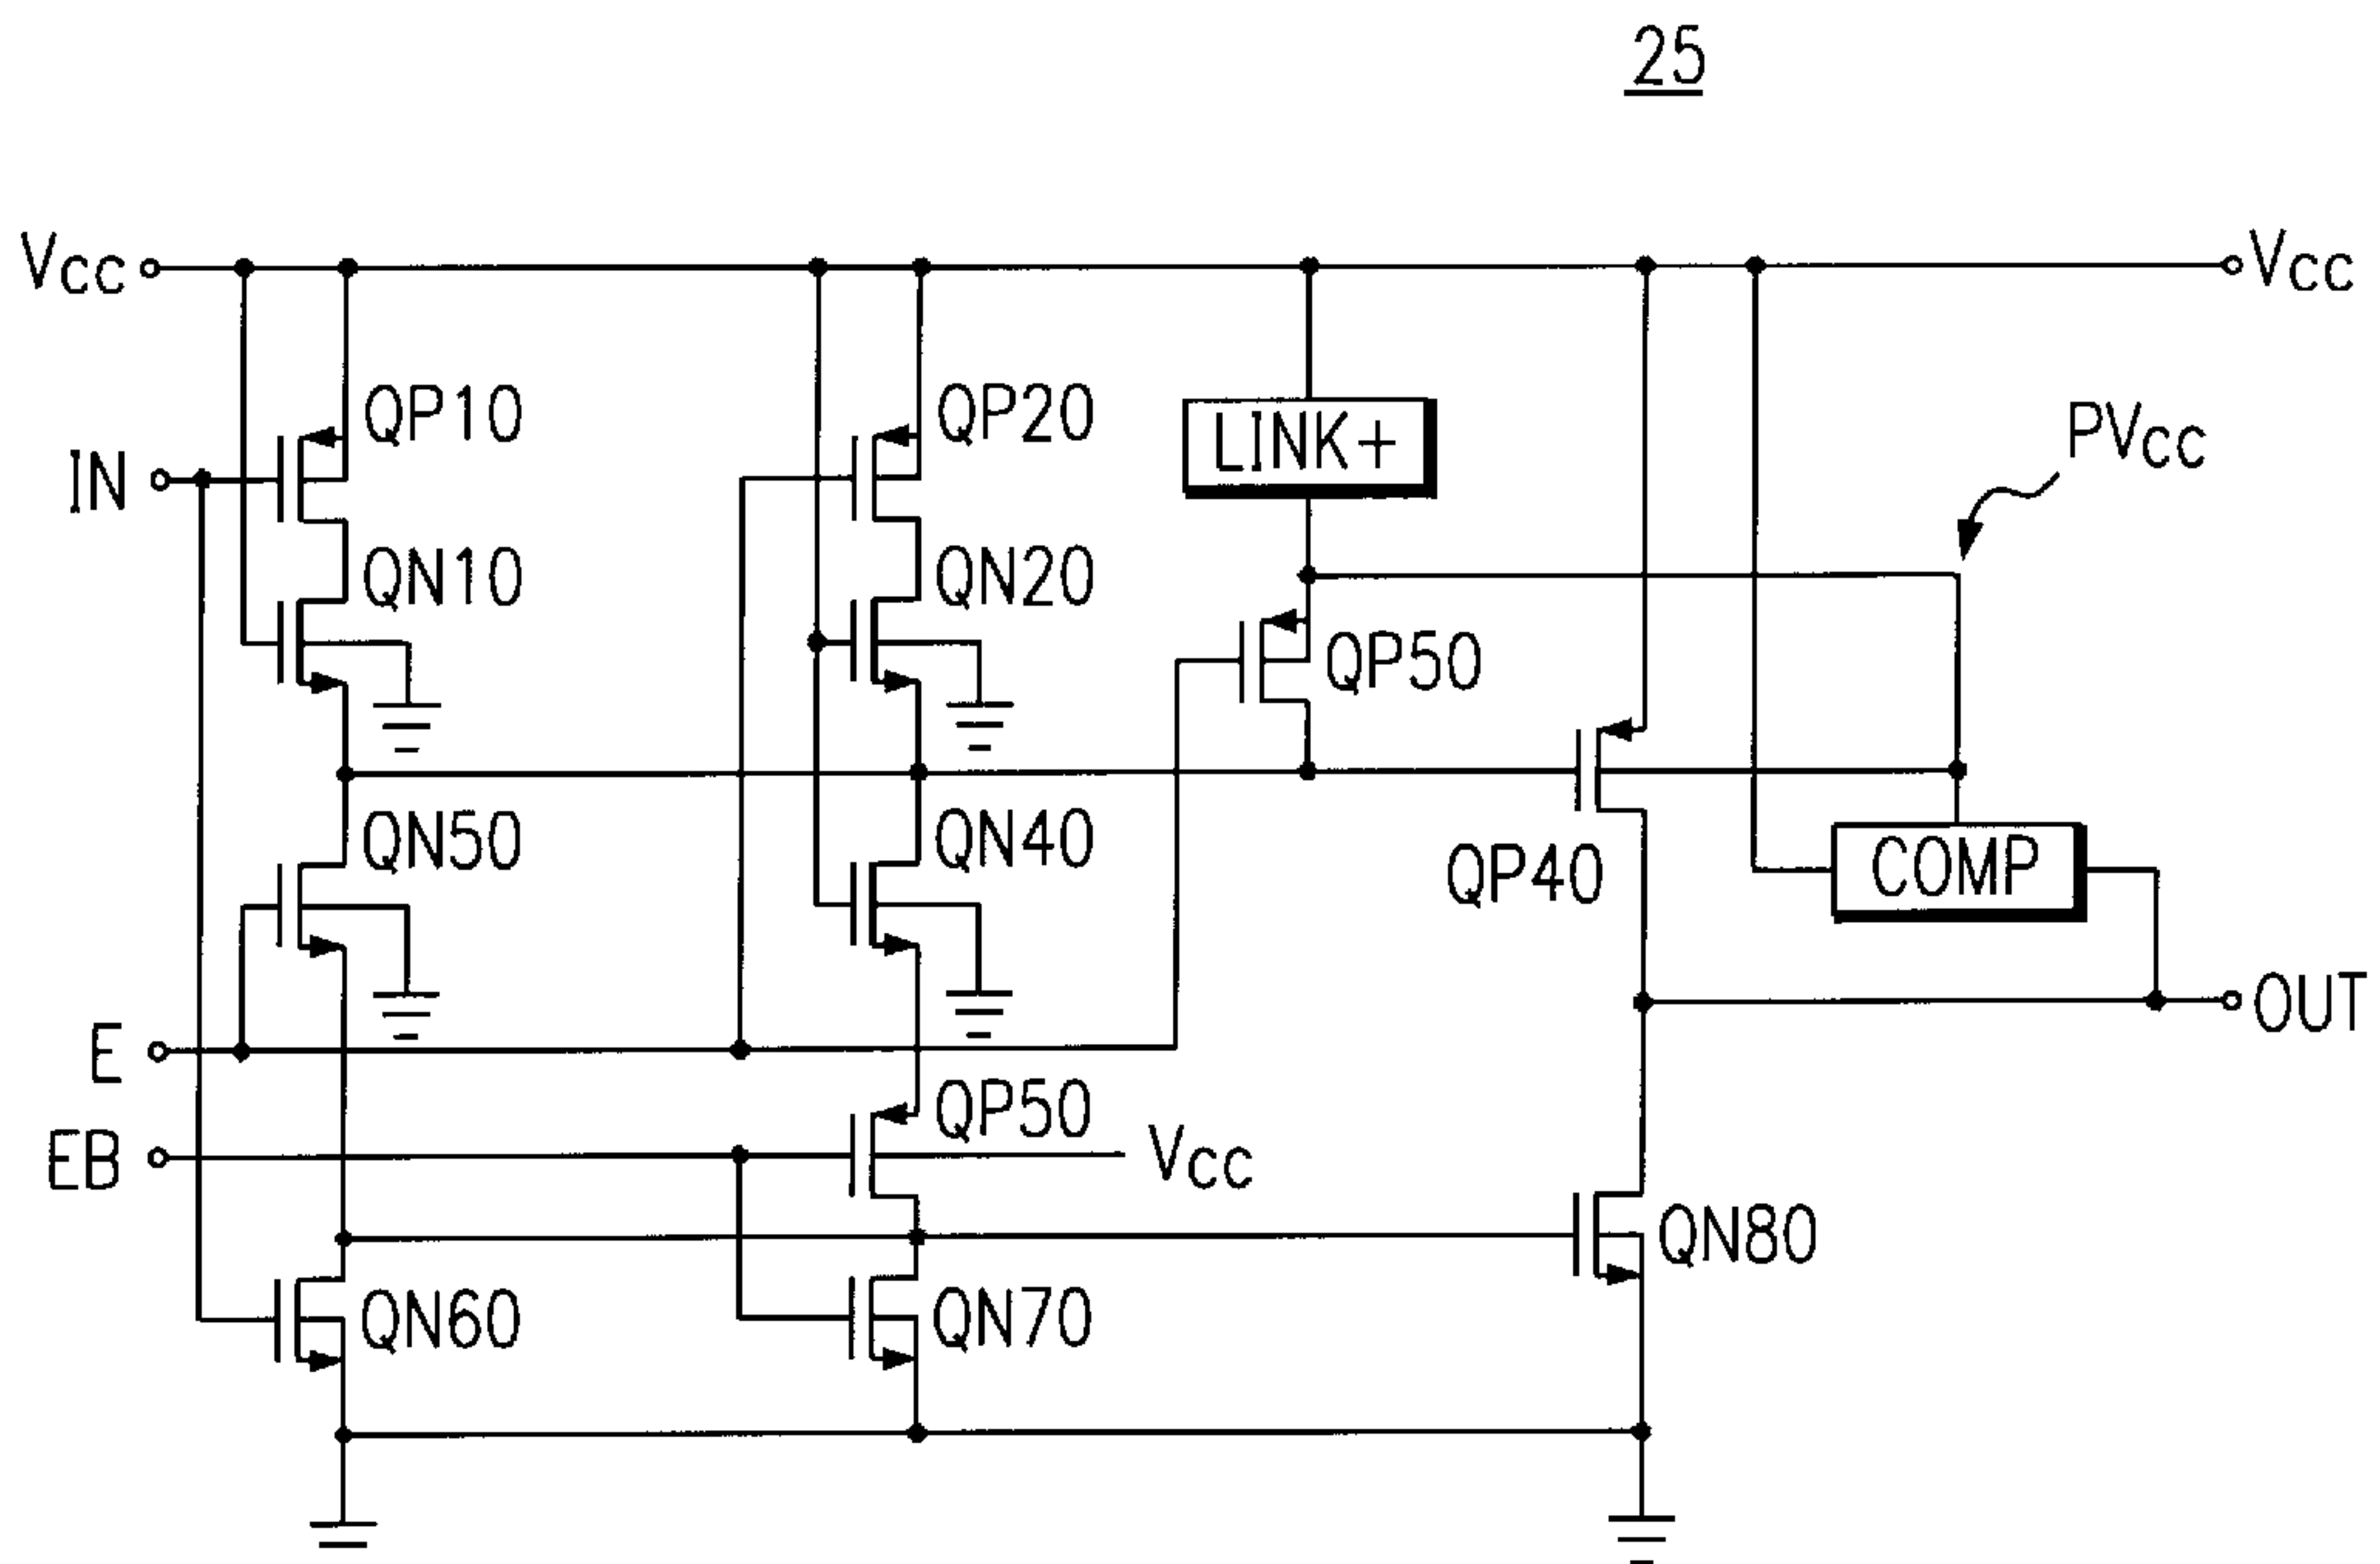 25
Vcc
Vcc
QP10
QP20
LINK+
PVcc
IN
QN10
QN20
QP50
QN50
QN40
QP40
COMP
OUT
E
QP50
EB
Vcc
QN80
QN60
QN70